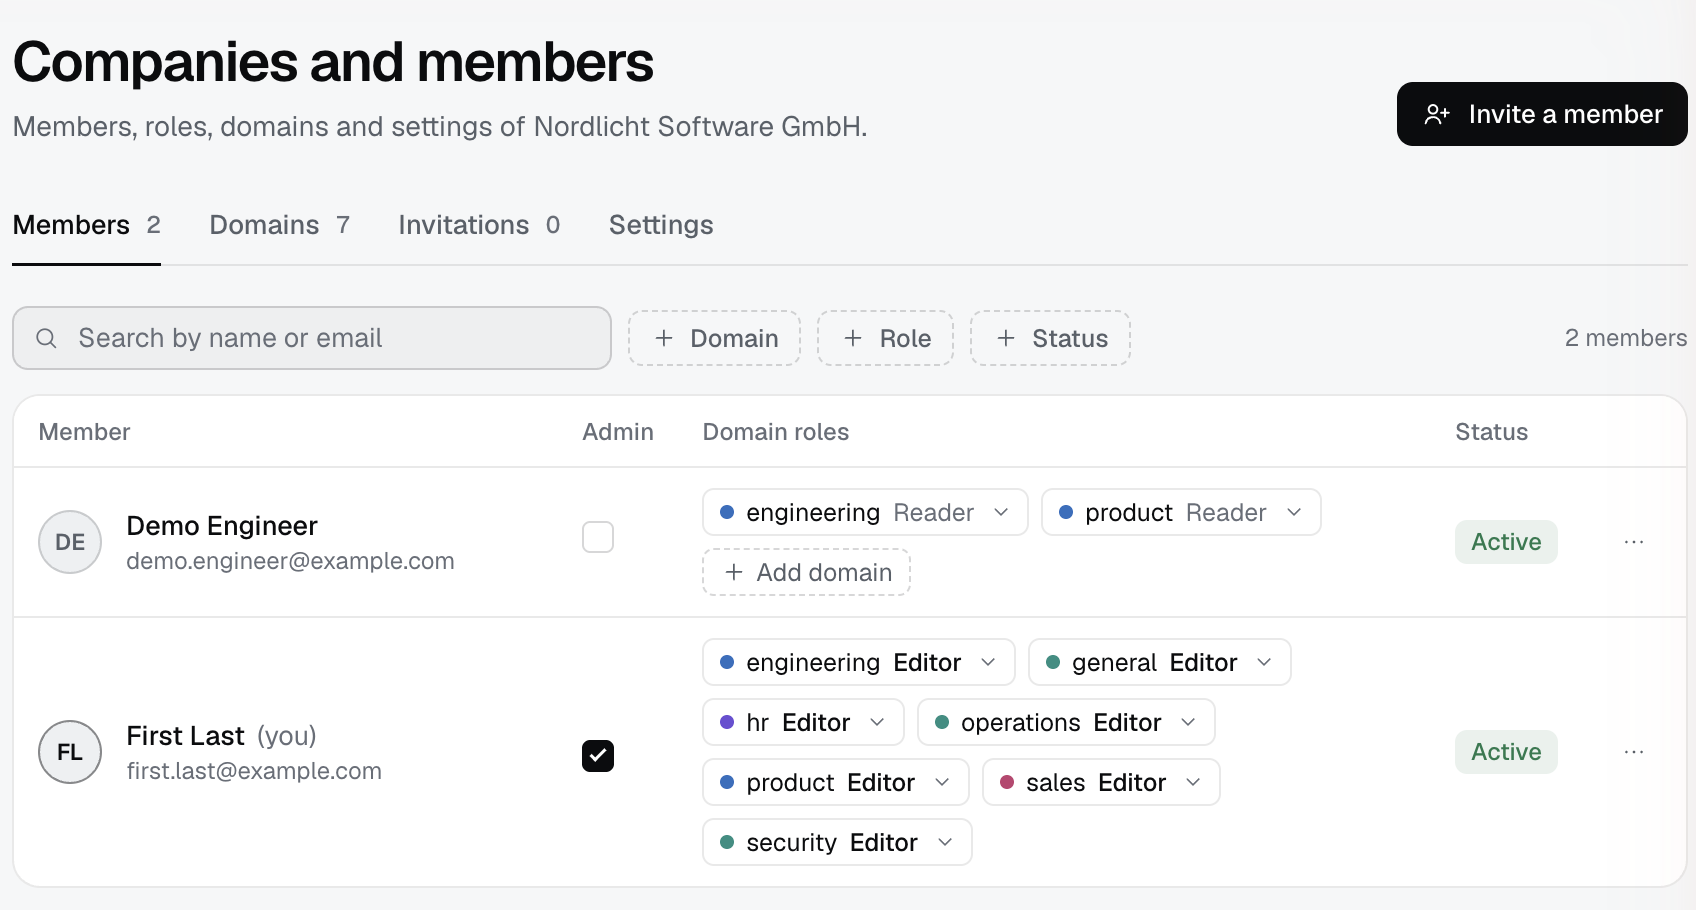 Companies and members
Members, roles, domains and settings of Nordlicht Software GmbH.
Invite a member
Members 2 Domains 7 Invitations 0 Settings
Search by name or email + Domain + Role + Status 2 members
Member Admin Domain roles Status
DE Demo Engineer
demo.engineer@example.com
engineering Reader product Reader
+ Add domain
Active ...
FL First Last (you)
first.last@example.com
engineering Editor general Editor
hr Editor operations Editor
product Editor sales Editor
security Editor
Active ...